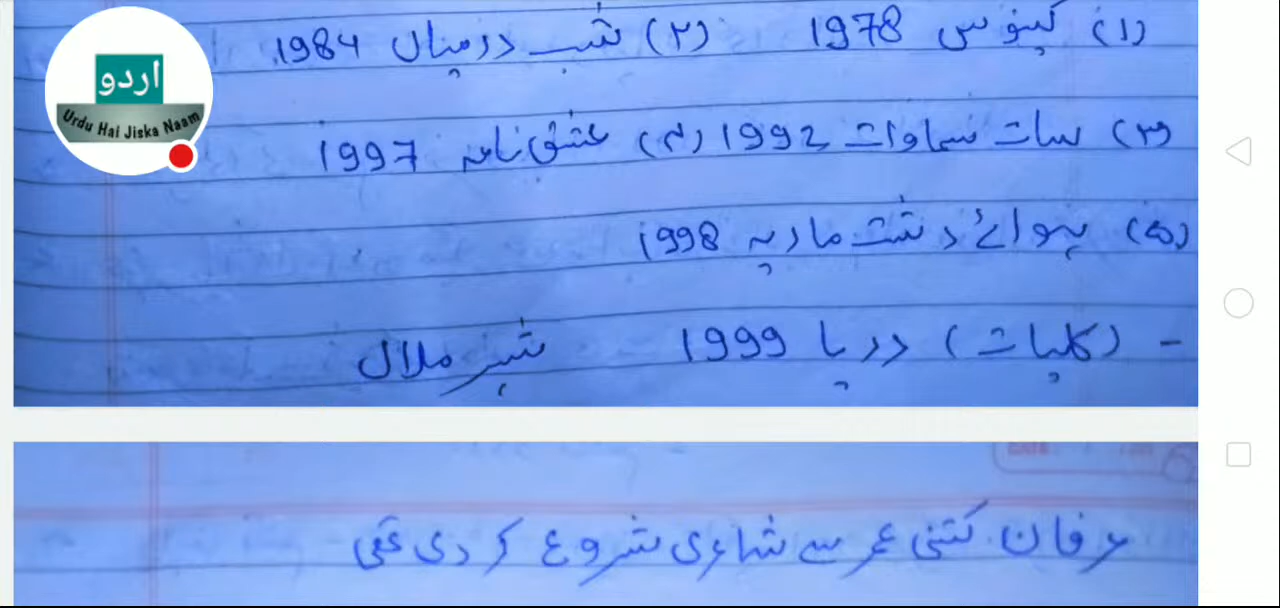 اردو
Urdu Hai Jiska Naam
(۱) کینوس 1978 (۲) شب درمیاں 1984
(۳) سات سماوات 1992 (۴) عشق نامہ 1997
(۵) ہوائے دشت ماریہ 1998
- (کلیات) دریا 1999 شہر ملال
عرفان کتنی عمر سے شاعری شروع کر دی تھی